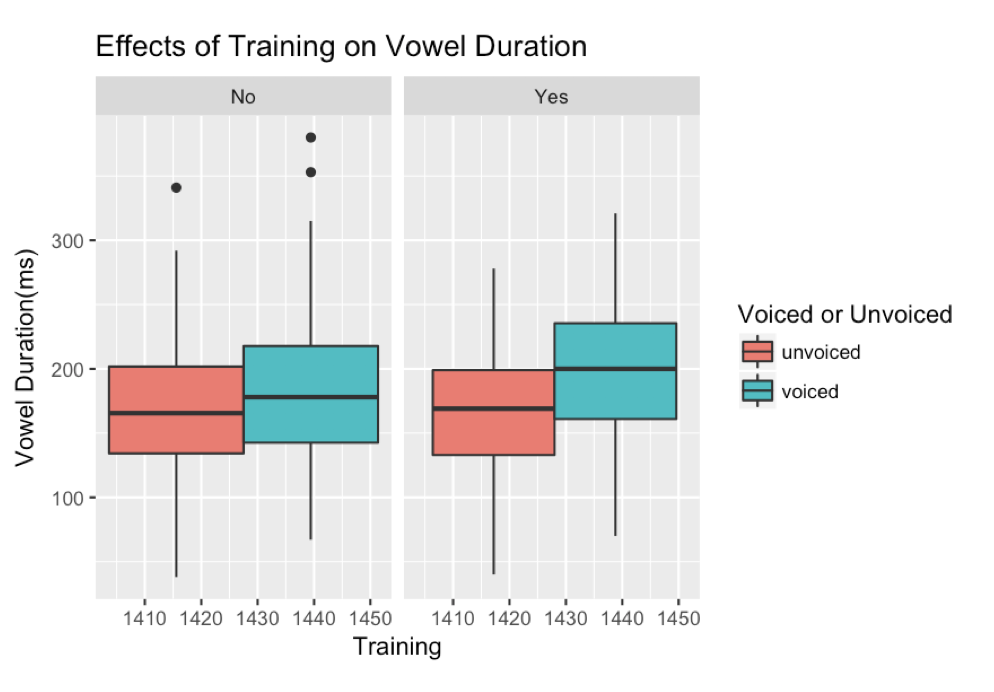 Effects of Training on Vowel Duration
No
Yes
Vowel Duration(ms)
300
200
100
1410 1420 1430 1440 1450
1410 1420 1430 1440 1450
Training
Voiced or Unvoiced
unvoiced
voiced